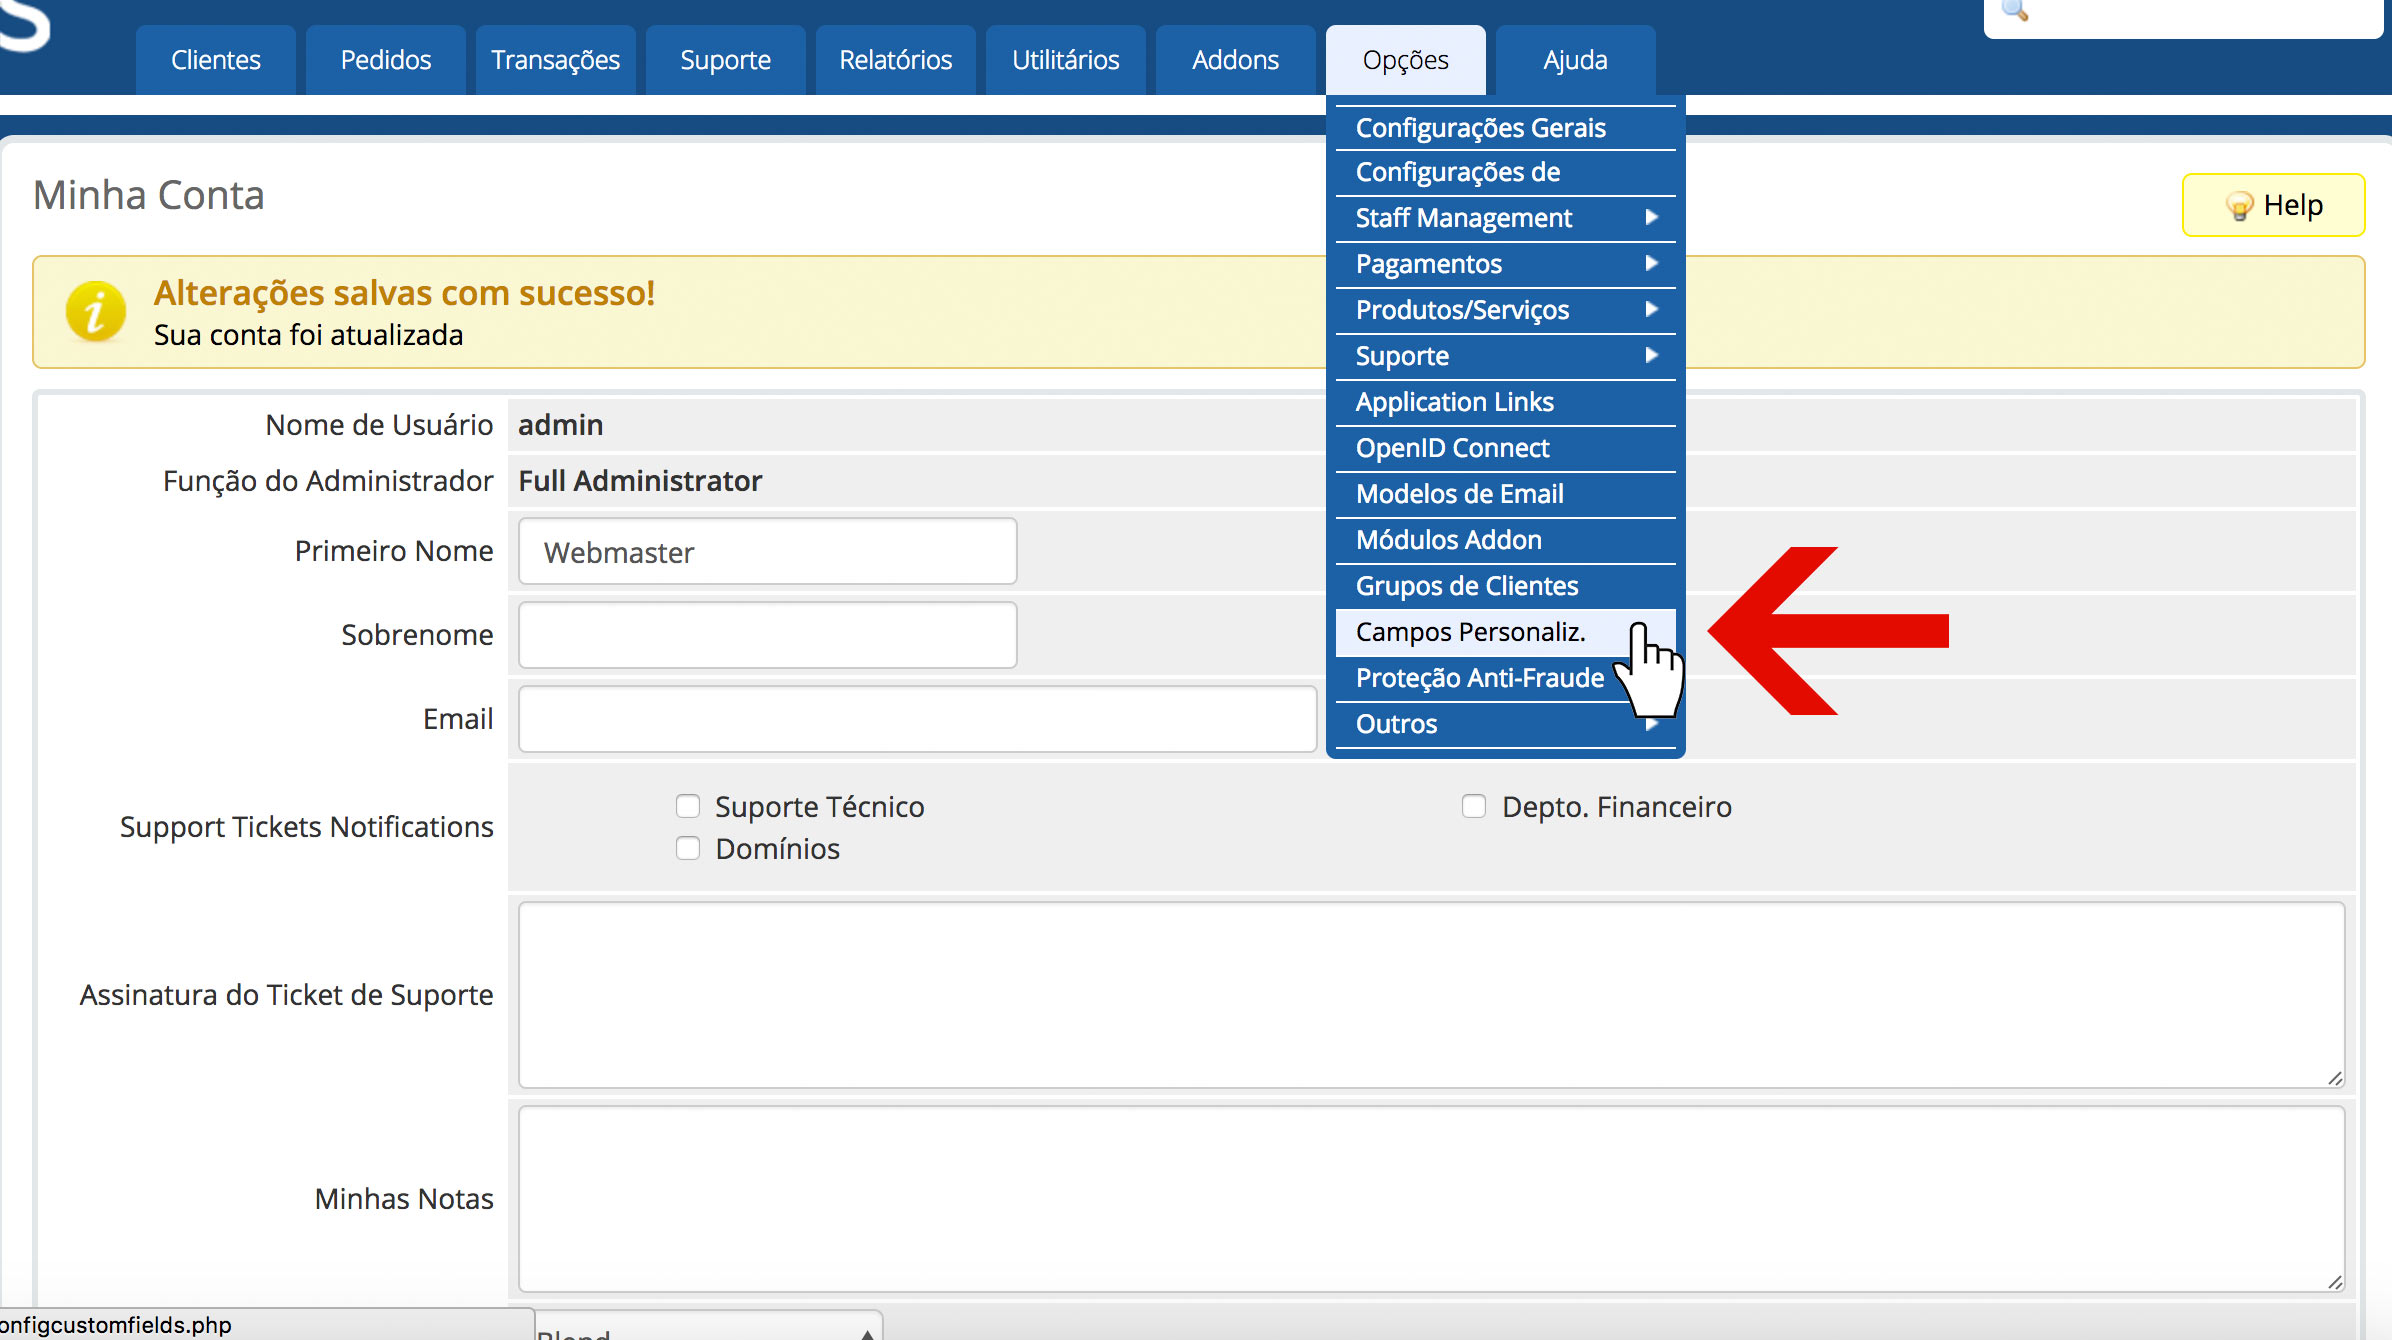 S
Clientes
Pedidos
Transações
Suporte
Relatórios
Utilitários
Addons
Opções
Ajuda
Configurações Gerais
Configurações de
Staff Management
Pagamentos
Produtos/Serviços
Suporte
Application Links
OpenID Connect
Modelos de Email
Módulos Addon
Grupos de Clientes
Campos Personaliz.
Proteção Anti-Fraude
Outros
Minha Conta
Help
Alterações salvas com sucesso!
Sua conta foi atualizada
Nome de Usuário admin
Função do Administrador Full Administrator
Primeiro Nome Webmaster
Sobrenome
Email
Support Tickets Notifications
Suporte Técnico
Depto. Financeiro
Domínios
Assinatura do Ticket de Suporte
Minhas Notas
onfigcustomfields.php
Blend